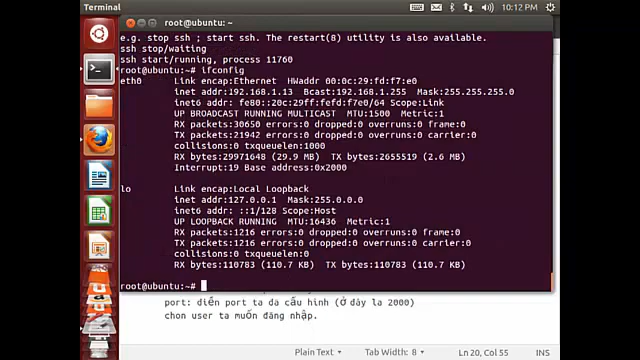 Terminal
10:12 PM
root@ubuntu: ~
e.g. stop ssh ; start ssh. The restart(8) utility is also available.
ssh stop/waiting
ssh start/running, process 11760
root@ubuntu:~# ifconfig
eth0 Link encap:Ethernet HWaddr 00:0c:29:fd:f7:e0
inet addr:192.168.1.13 Bcast:192.168.1.255 Mask:255.255.255.0
inet6 addr: fe80::20c:29ff:fefd:f7e0/64 Scope:Link
UP BROADCAST RUNNING MULTICAST MTU:1500 Metric:1
RX packets:30650 errors:0 dropped:0 overruns:0 frame:0
TX packets:21942 errors:0 dropped:0 overruns:0 carrier:0
collisions:0 txqueuelen:1000
RX bytes:29971648 (29.9 MB) TX bytes:2655519 (2.6 MB)
Interrupt:19 Base address:0x2000
lo Link encap:Local Loopback
inet addr:127.0.0.1 Mask:255.0.0.0
inet6 addr: ::1/128 Scope:Host
UP LOOPBACK RUNNING MTU:16436 Metric:1
RX packets:1216 errors:0 dropped:0 overruns:0 frame:0
TX packets:1216 errors:0 dropped:0 overruns:0 carrier:0
collisions:0 txqueuelen:0
RX bytes:110783 (110.7 KB) TX bytes:110783 (110.7 KB)
root@ubuntu:~#
port: điền port ta đã cấu hình (ở đây là 2000)
chon user ta muốn đăng nhập.
Plain Text Tab Width: 8 Ln 20, Col 55 INS